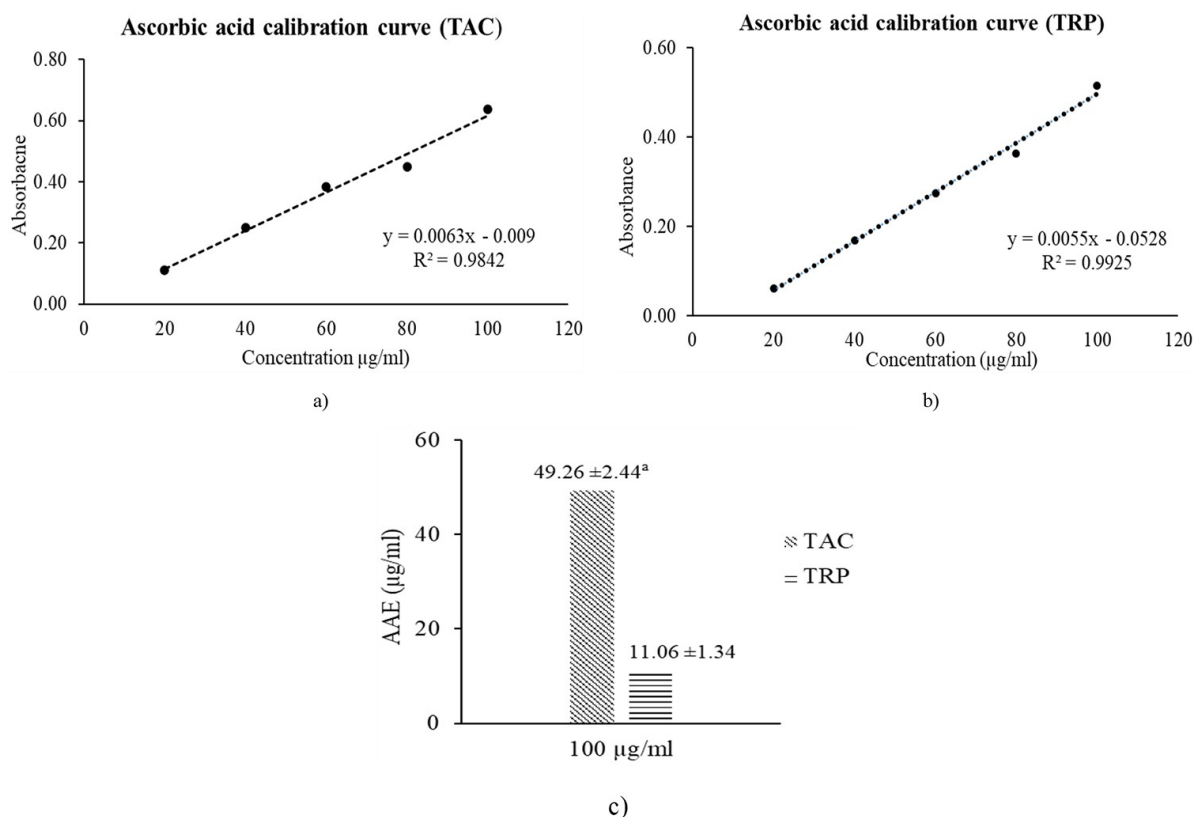 Ascorbic acid calibration curve (TAC)
0.80
0.60
0.40
0.20
0.00
Absorbacne
y = 0.0063x - 0.009
R² = 0.9842
0 20 40 60 80 100 120
Concentration µg/ml)
a)
Ascorbic acid calibration curve (TRP)
0.60
0.40
0.20
0.00
Absorbance
y = 0.0055x - 0.0528
R² = 0.9925
0 20 40 60 80 100 120
Concentration (µg/ml)
b)
60
40
20
0
AAE (µg/ml)
49.26 ±2.44ᵃ
11.06 ±1.34
TAC
TRP
100 µg/ml
c)